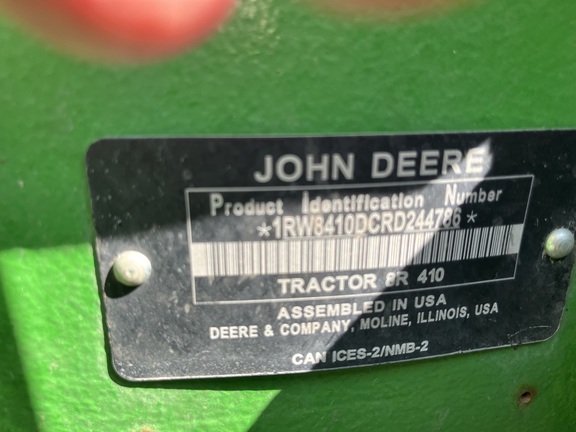 JOHN DEERE
Product Identification Number
*1RW8410DCRD244786*
TRACTOR 8R 410
ASSEMBLED IN USA
DEERE & COMPANY, MOLINE, ILLINOIS, USA
CAN ICES-2/NMB-2